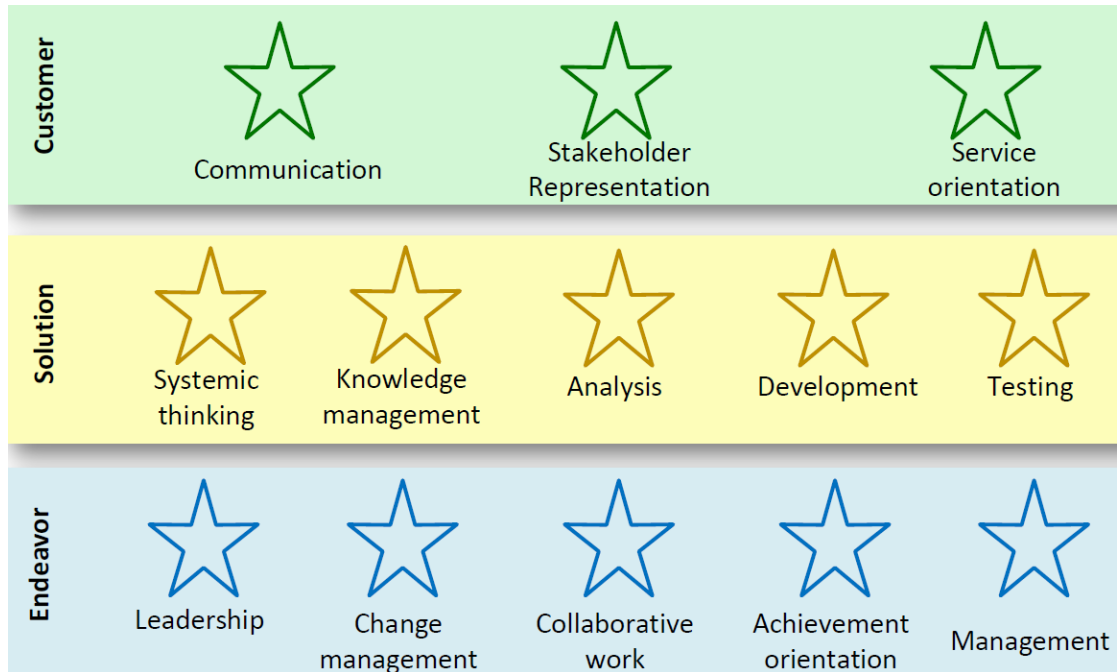 Customer
Communication
Stakeholder
Representation
Service
orientation
Solution
Systemic
thinking
Knowledge
management
Analysis
Development
Testing
Endeavor
Leadership
Change
management
Collaborative
work
Achievement
orientation
Management